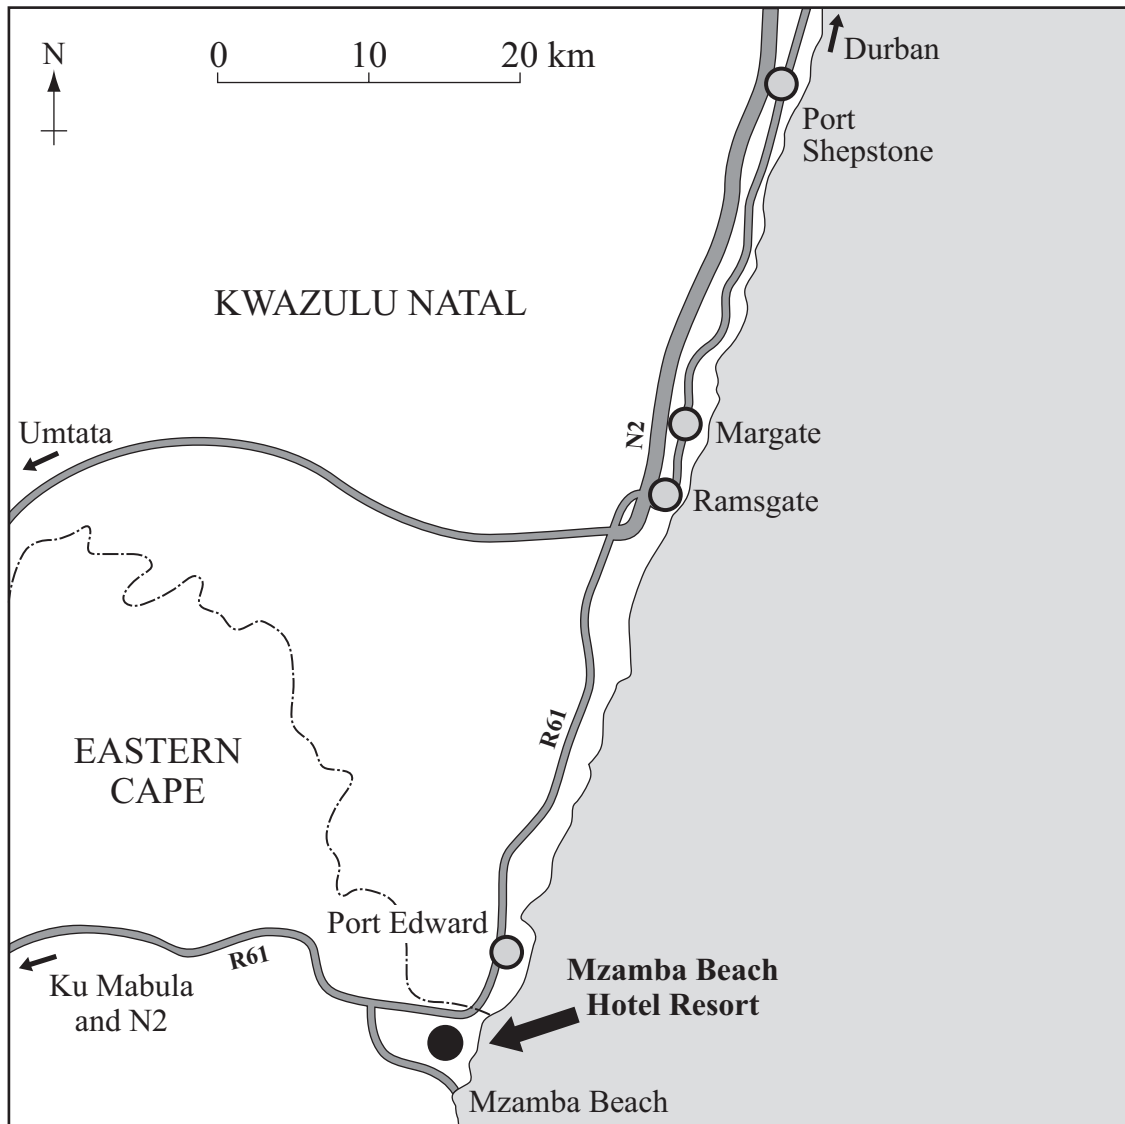 N
0 10 20 km
Durban
Port
Shepstone
KWAZULU NATAL
N2
Umtata
Margate
Ramsgate
R61
EASTERN
CAPE
Port Edward
R61
Mzamba Beach
Hotel Resort
Ku Mabula
and N2
Mzamba Beach